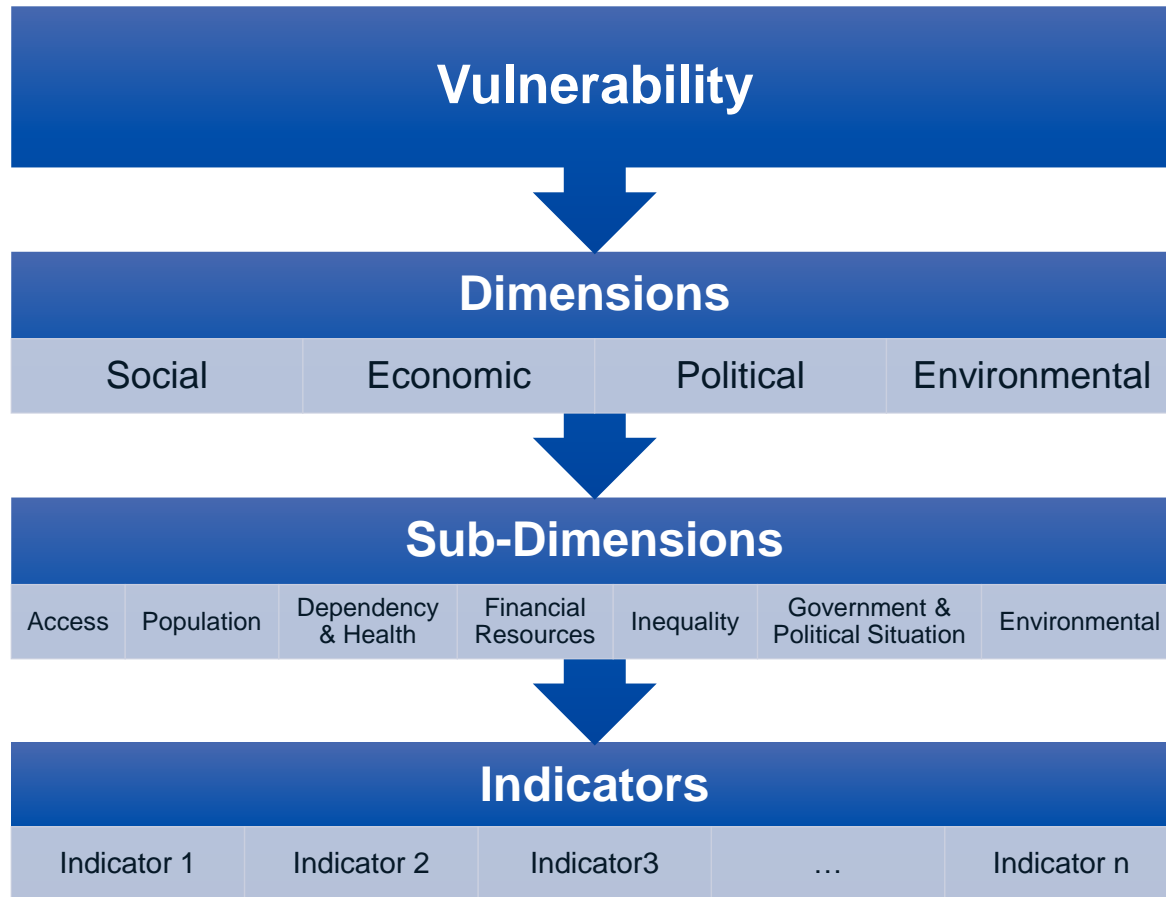 Vulnerability
Dimensions
Social Economic Political Environmental
Sub-Dimensions
Access Population Dependency & Health Financial Resources Inequality Government & Political Situation Environmental
Indicators
Indicator 1 Indicator 2 Indicator3 … Indicator n